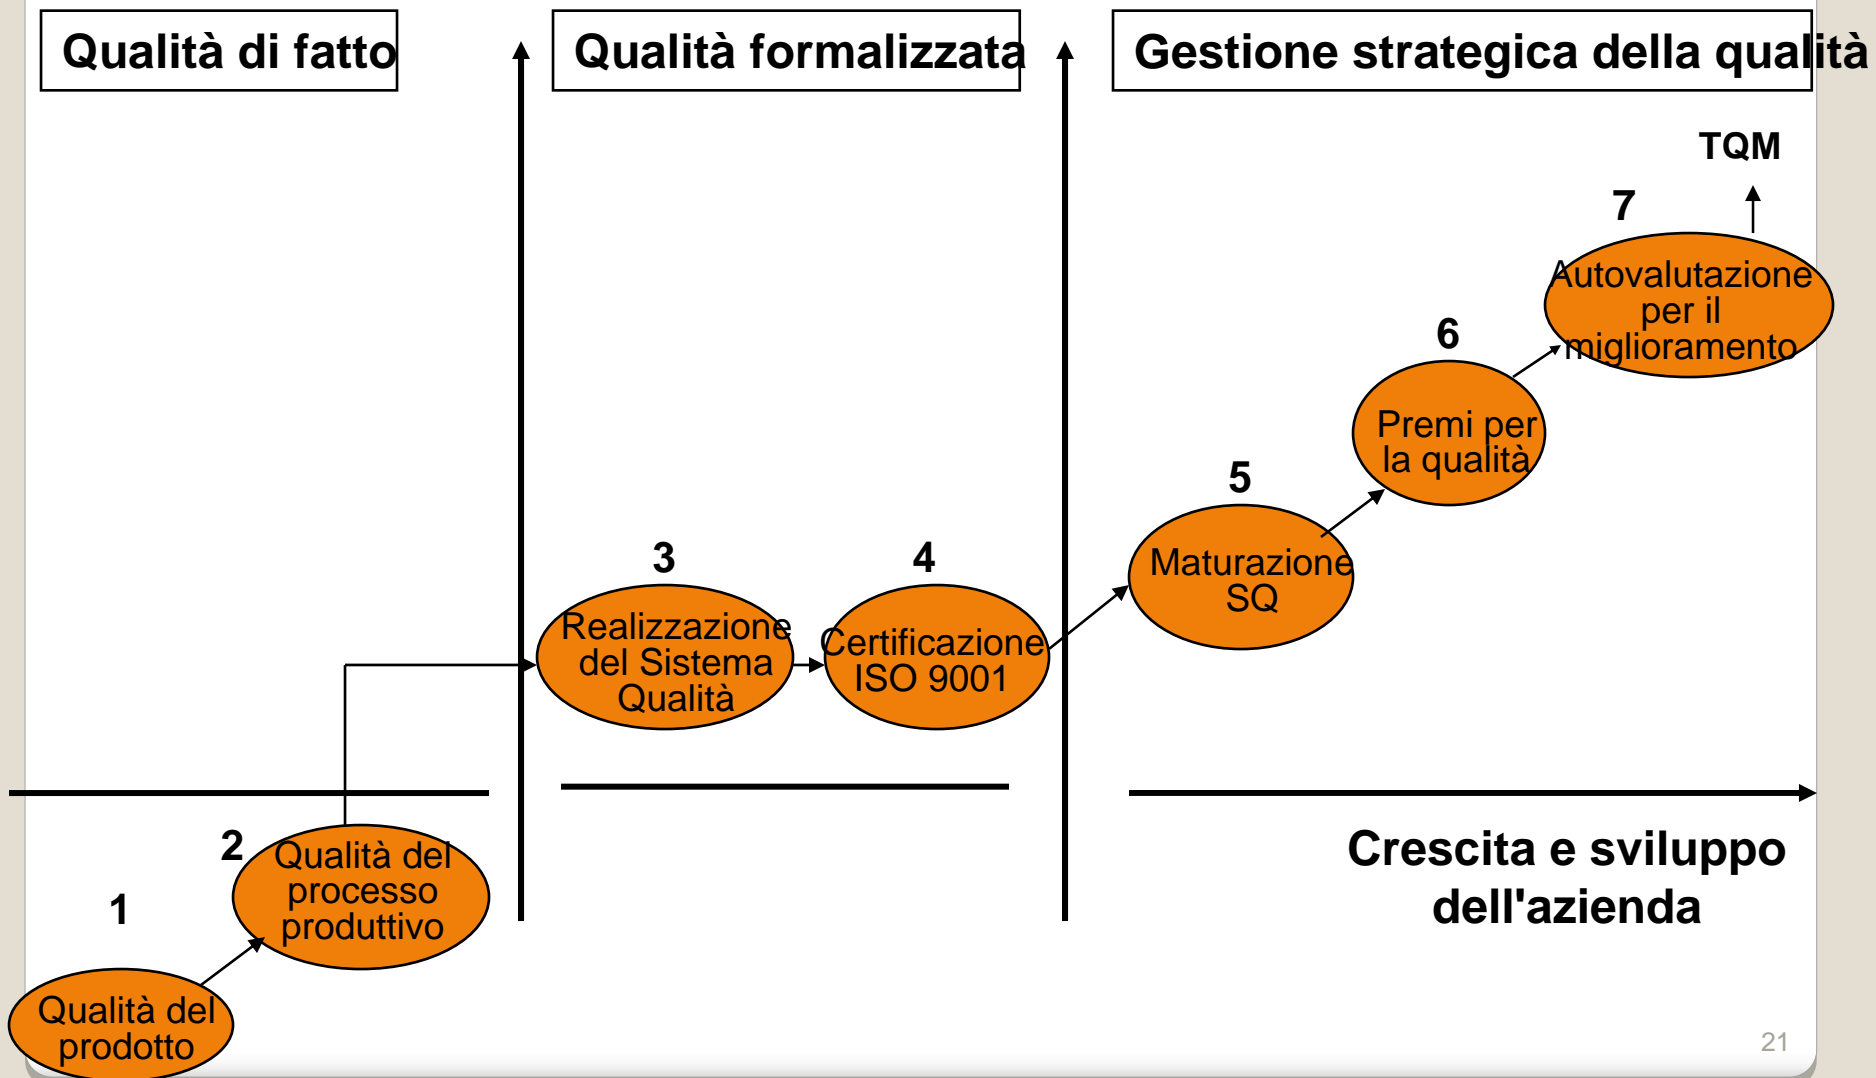 Qualità di fatto
Qualità formalizzata
Gestione strategica della qualità
TQM
7
Autovalutazione
per il
miglioramento
6
Premi per
la qualità
5
Maturazione
SQ
3
Realizzazione
del Sistema
Qualità
4
Certificazione
ISO 9001
2
Qualità del
processo
produttivo
1
Qualità del
prodotto
Crescita e sviluppo
dell'azienda
21